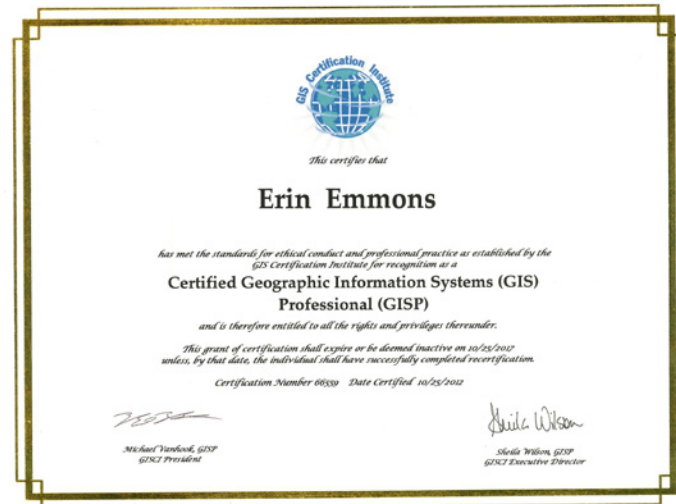 GIS Certification Institute
This certifies that
Erin Emmons
has met the standards for ethical conduct and professional practice as established by the
GIS Certification Institute for recognition as a
Certified Geographic Information Systems (GIS)
Professional (GISP)
and is therefore entitled to all the rights and privileges thereunder.
This grant of certification shall expire or be deemed inactive on 10/25/2017
unless, by that date, the individual shall have successfully completed recertification.
Certification Number 66559 Date Certified 10/25/2012
Sheila Wilson
Michael Vanhook, GISP
GISCI President
Sheila Wilson, GISP
GISCI Executive Director